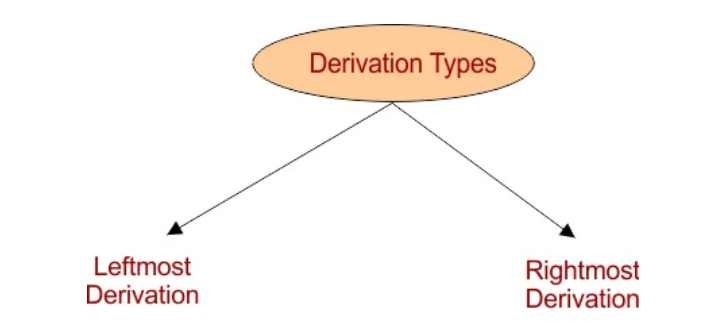 Derivation Types
Leftmost
Derivation
Rightmost
Derivation